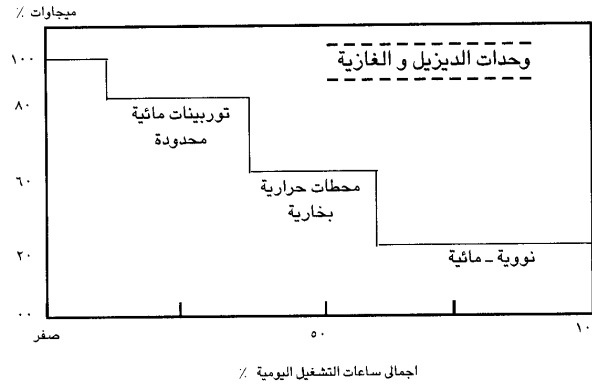 ميجاوات ٪
وحدات الديزيل و الغازية
١٠٠
٨٠
توربينات مائية
محدودة
٦٠
محطات حرارية
بخارية
٢٠
نووية – مائية
٠٠
صفر
٥٠
١٠
اجمالى ساعات التشغيل اليومية ٪